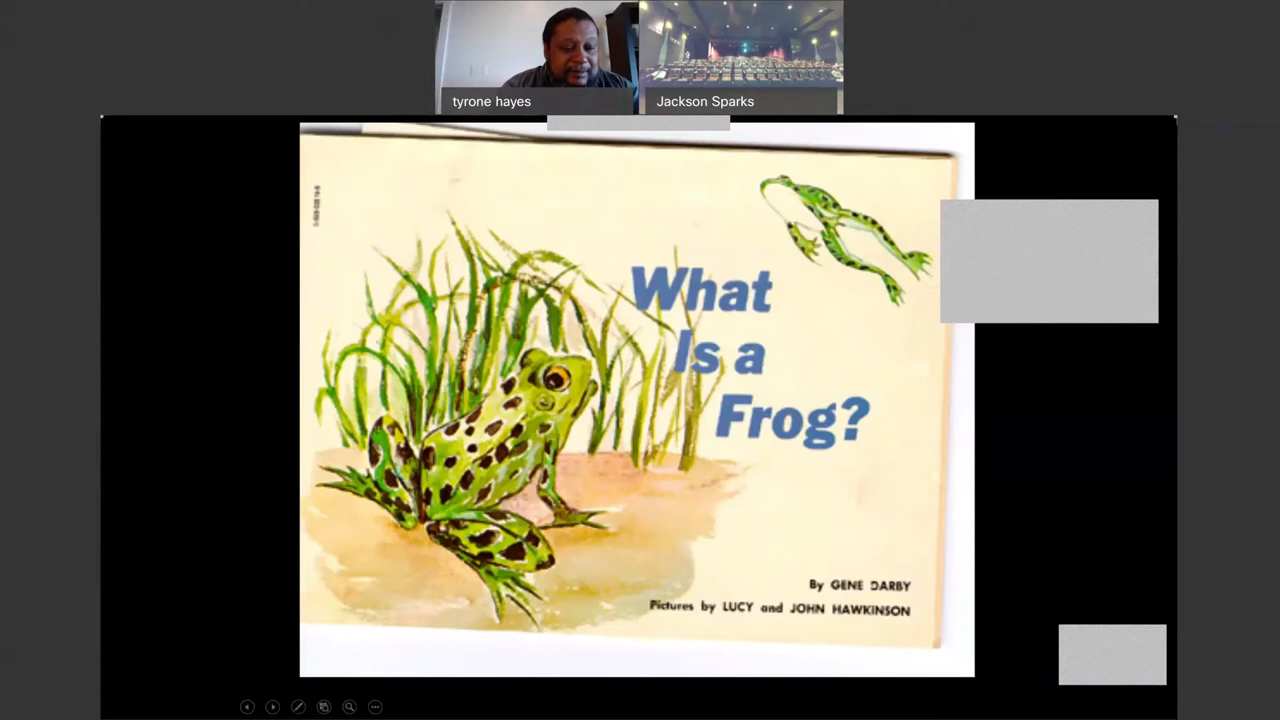 tyrone hayes
Jackson Sparks
What
Is a
Frog?
By GENE DARBY
Pictures by LUCY and JOHN HAWKINSON